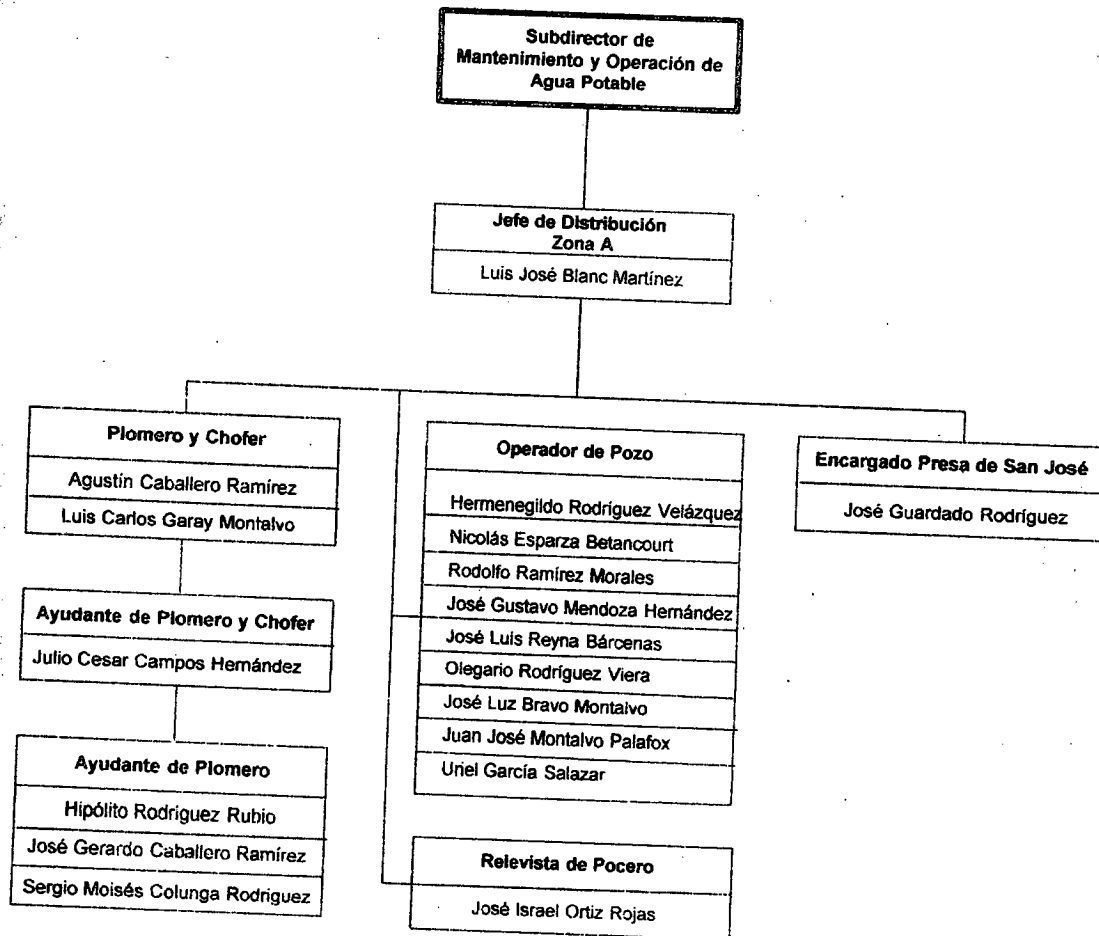 Subdirector de
Mantenimiento y Operación de
Agua Potable
Jefe de Distribución
Zona A
Luis José Blanc Martínez
Plomero y Chofer
Agustín Caballero Ramírez
Luis Carlos Garay Montalvo
Ayudante de Plomero y Chofer
Julio Cesar Campos Hernández
Ayudante de Plomero
Hipólito Rodriguez Rubio
José Gerardo Caballero Ramírez
Sergio Moisés Colunga Rodriguez
Operador de Pozo
Hermenegildo Rodríguez Velázquez
Nicolás Esparza Betancourt
Rodolfo Ramírez Morales
José Gustavo Mendoza Hernández
José Luis Reyna Bárcenas
Olegario Rodríguez Viera
José Luz Bravo Montalvo
Juan José Montalvo Palafox
Uriel García Salazar
Relevista de Pocero
José Israel Ortiz Rojas
Encargado Presa de San José
José Guardado Rodríguez